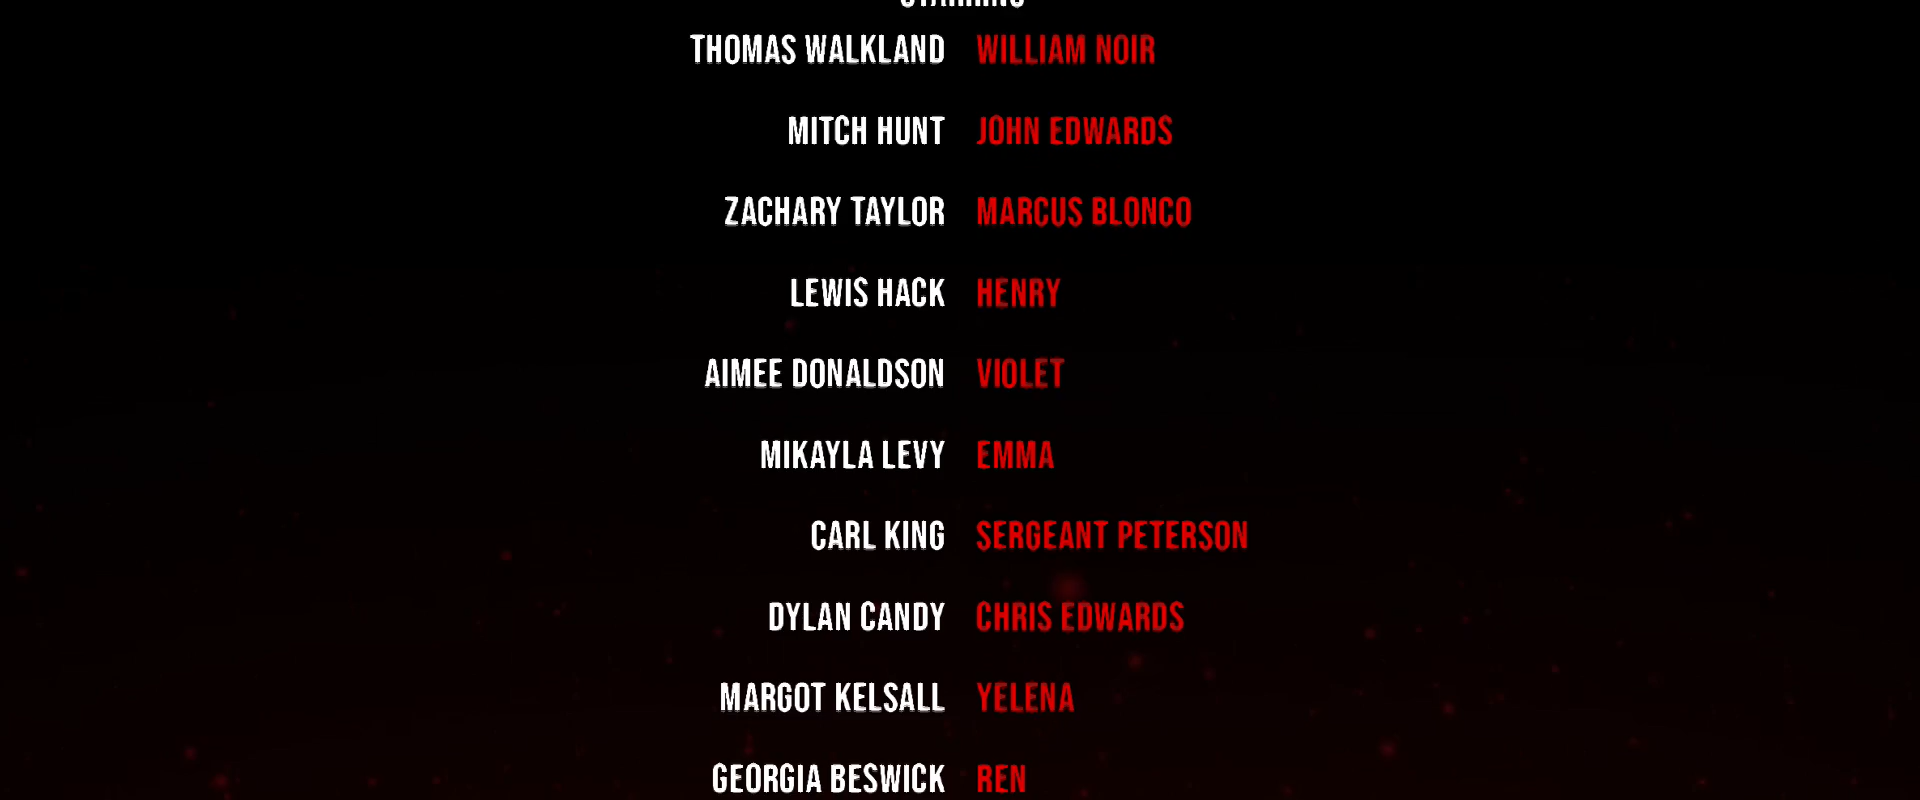 STARRING
THOMAS WALKLAND WILLIAM NOIR
MITCH HUNT JOHN EDWARDS
ZACHARY TAYLOR MARCUS BLONCO
LEWIS HACK HENRY
AIMEE DONALDSON VIOLET
MIKAYLA LEVY EMMA
CARL KING SERGEANT PETERSON
DYLAN CANDY CHRIS EDWARDS
MARGOT KELSALL YELENA
GEORGIA BESWICK REN